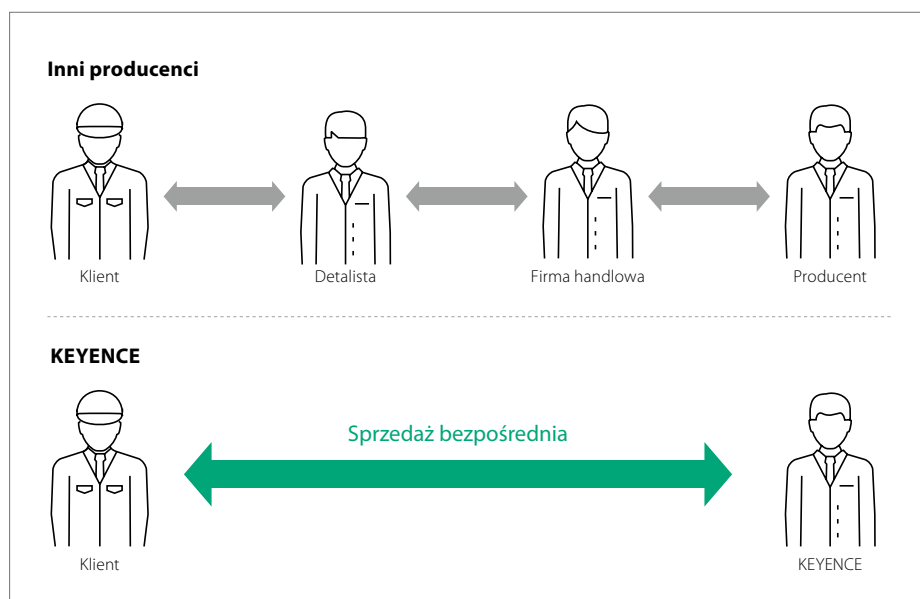 Inni producenci
Klient
Detalista
Firma handlowa
Producent
KEYENCE
Sprzedaż bezpośrednia
Klient
KEYENCE